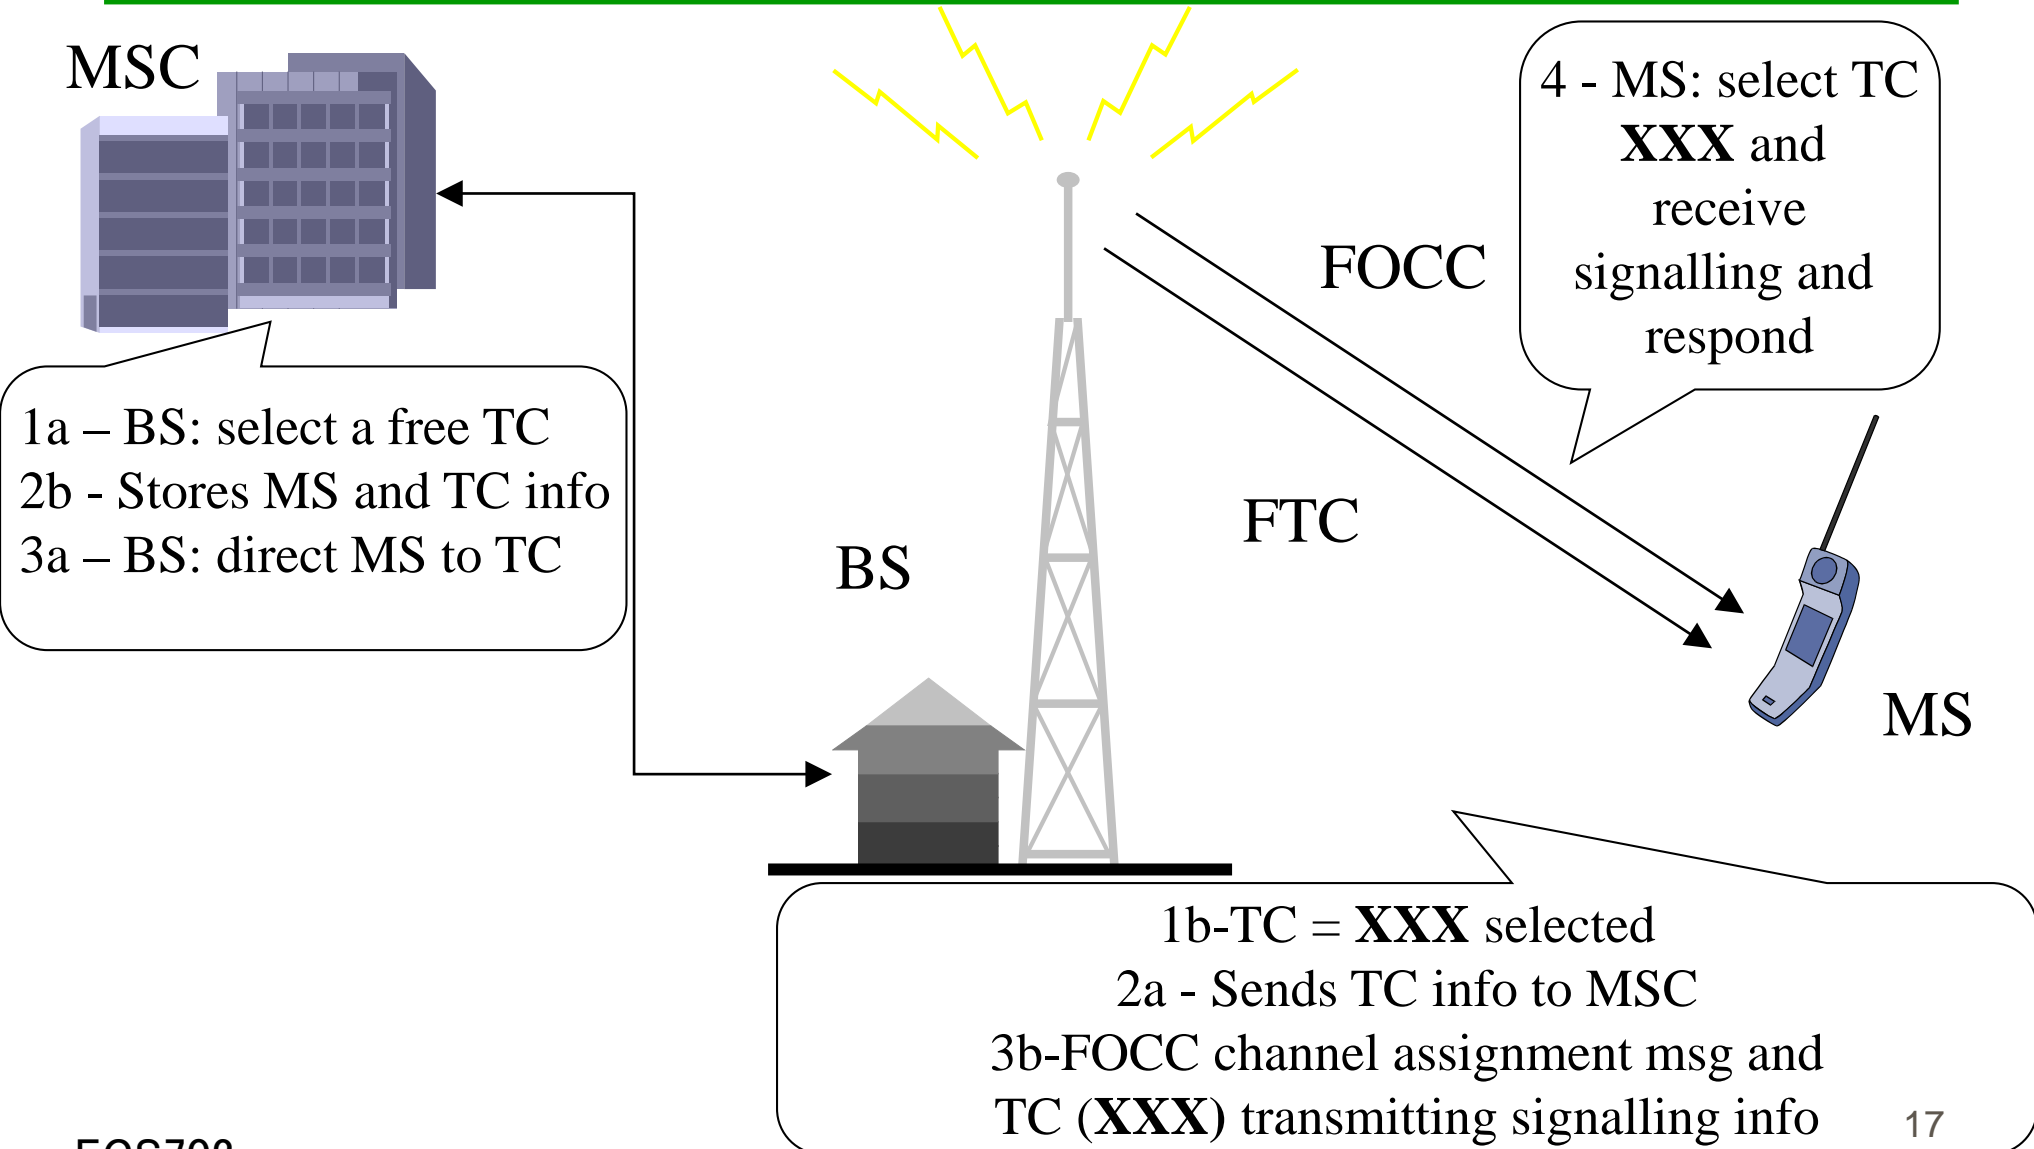 MSC
4 - MS: select TC
XXX and
receive
signalling and
respond
FOCC
1a – BS: select a free TC
2b - Stores MS and TC info
3a – BS: direct MS to TC
FTC
BS
MS
1b-TC = XXX selected
2a - Sends TC info to MSC
3b-FOCC channel assignment msg and
TC (XXX) transmitting signalling info
17